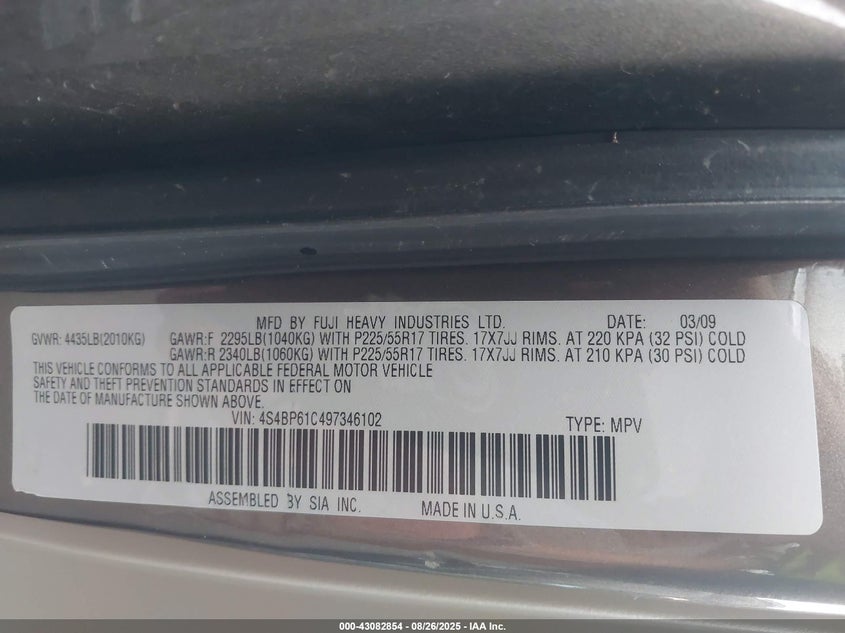 MFD BY FUJI HEAVY INDUSTRIES LTD. DATE: 03/09
GVWR: 4435LB(2010KG) GAWR:F 2295LB(1040KG) WITH P225/55R17 TIRES. 17X7JJ RIMS. AT 220 KPA (32 PSI) COLD
GAWR:R 2340LB(1060KG) WITH P225/55R17 TIRES. 17X7JJ RIMS. AT 210 KPA (30 PSI) COLD
THIS VEHICLE CONFORMS TO ALL APPLICABLE FEDERAL MOTOR VEHICLE
SAFETY AND THEFT PREVENTION STANDARDS IN EFFECT ON
THE DATE OF MANUFACTURE SHOWN ABOVE.
VIN: 4S4BP61C497346102 TYPE: MPV
ASSEMBLED BY SIA INC. MADE IN U.S.A.
000-43082854 - 08/26/2025 - IAA Inc.